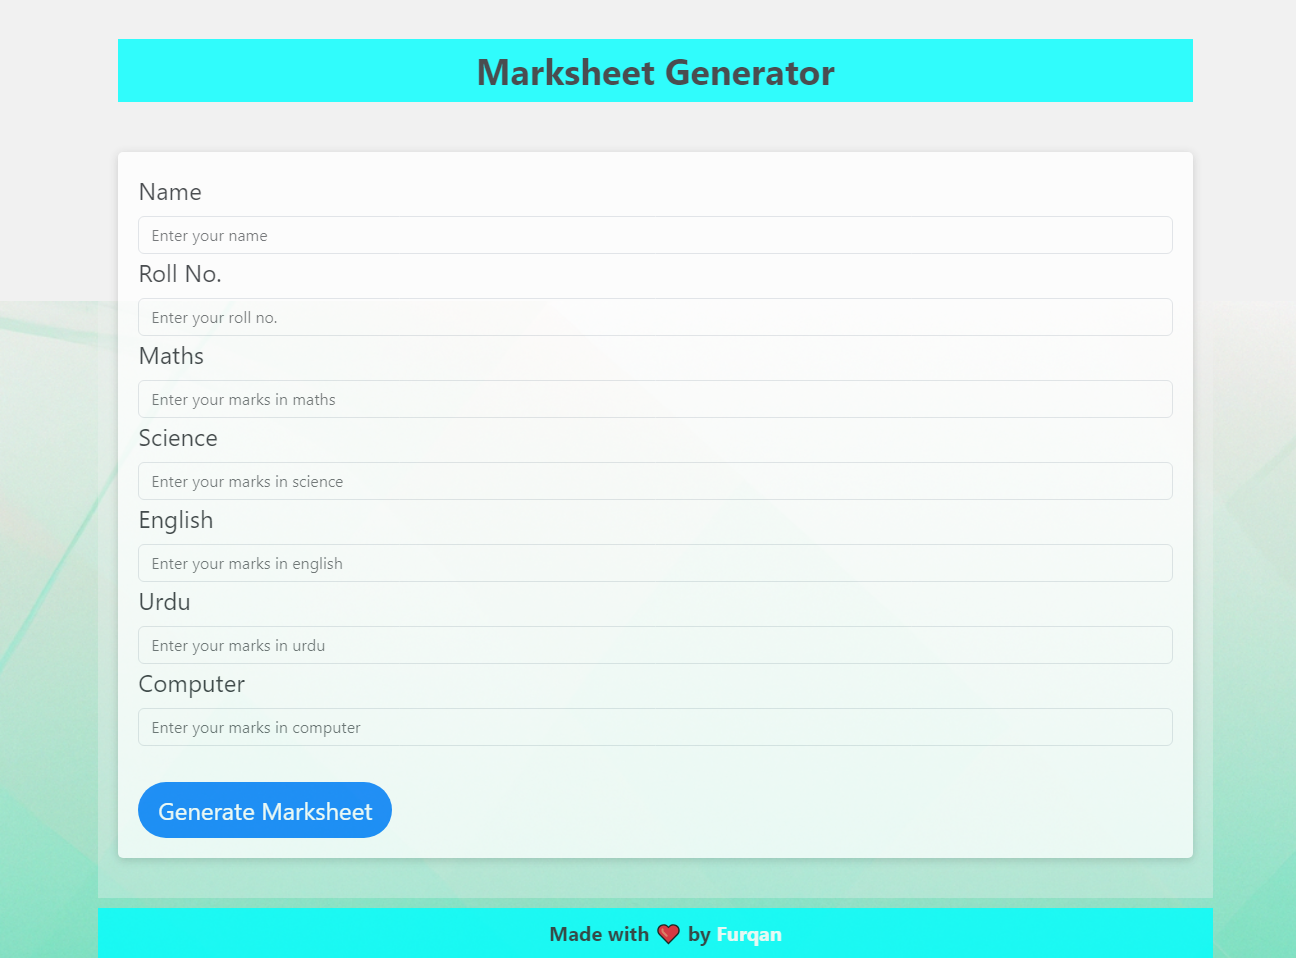 Marksheet Generator
Name
Enter your name
Roll No.
Enter your roll no.
Maths
Enter your marks in maths
Science
Enter your marks in science
English
Enter your marks in english
Urdu
Enter your marks in urdu
Computer
Enter your marks in computer
Generate Marksheet
Made with ❤️ by Furqan